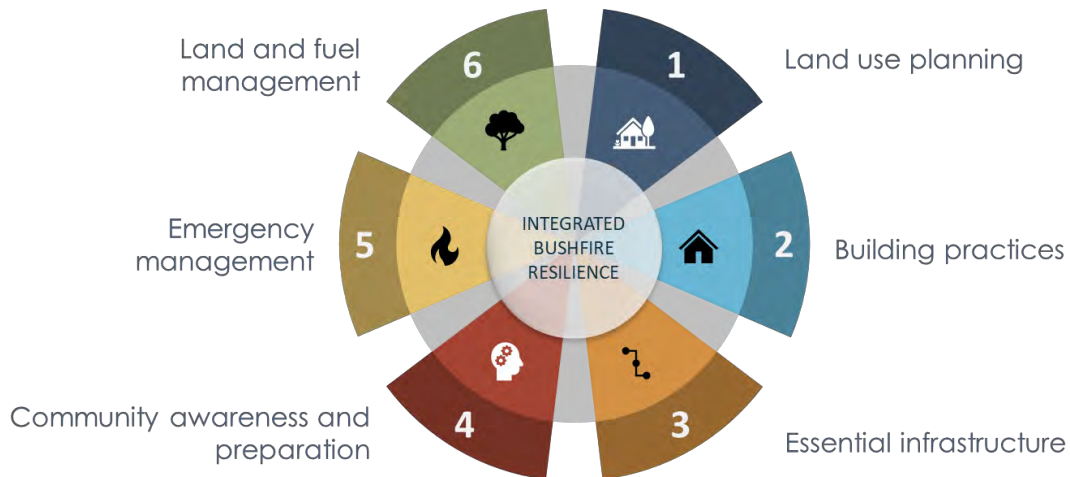 1
Land use planning
2
Building practices
3
Essential infrastructure
4
Community awareness and
preparation
5
Emergency
management
6
Land and fuel
management
INTEGRATED
BUSHFIRE
RESILIENCE